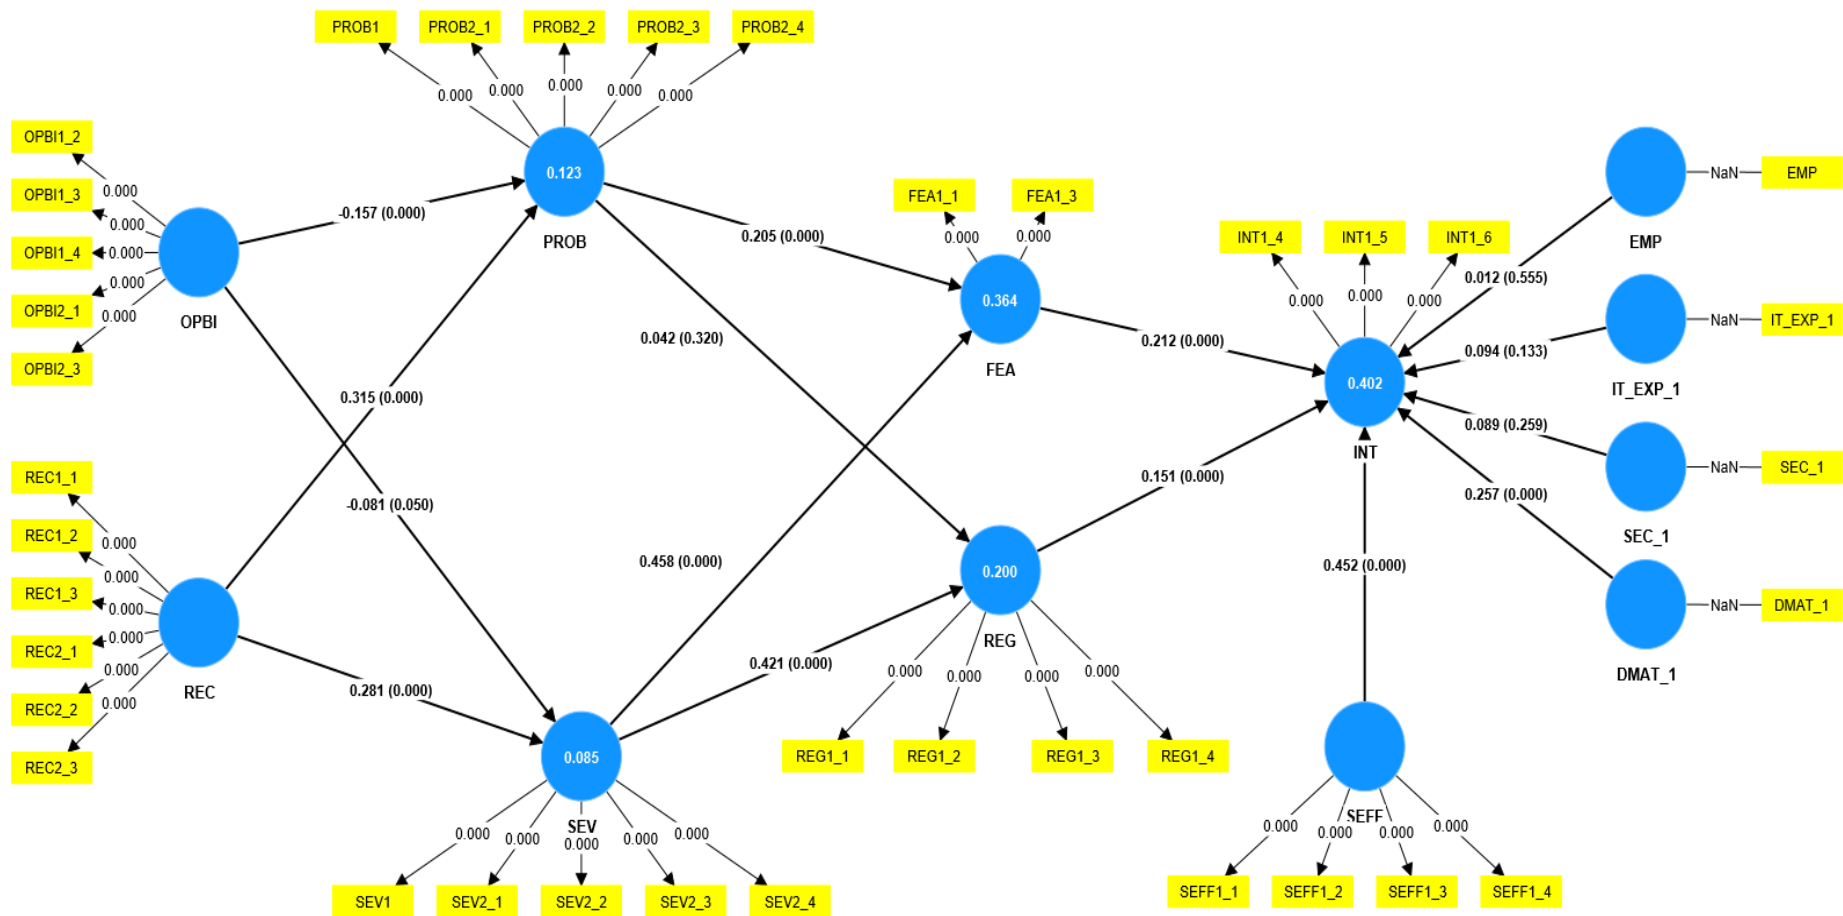 PROB1
PROB2_1
PROB2_2
PROB2_3
PROB2_4
0.000
0.000
0.000
0.000
0.000
0.123
PROB
OPBI1_2
OPBI1_3
OPBI1_4
OPBI2_1
OPBI2_3
0.000
0.000
0.000
0.000
0.000
OPBI
-0.157 (0.000)
0.315 (0.000)
-0.081 (0.050)
0.281 (0.000)
REC1_1
REC1_2
REC1_3
REC2_1
REC2_2
REC2_3
0.000
0.000
0.000
0.000
0.000
0.000
REC
0.085
SEV
0.000
0.000
0.000
0.000
0.000
SEV1
SEV2_1
SEV2_2
SEV2_3
SEV2_4
0.205 (0.000)
0.042 (0.320)
0.458 (0.000)
0.421 (0.000)
FEA1_1
FEA1_3
0.000
0.000
0.364
FEA
0.200
REG
0.000
0.000
0.000
0.000
REG1_1
REG1_2
REG1_3
REG1_4
0.212 (0.000)
0.151 (0.000)
INT1_4
INT1_5
INT1_6
0.000
0.000
0.000
0.402
INT
0.452 (0.000)
SEFF
0.000
0.000
0.000
0.000
SEFF1_1
SEFF1_2
SEFF1_3
SEFF1_4
0.012 (0.555)
0.094 (0.133)
0.089 (0.259)
0.257 (0.000)
EMP
NaN
EMP
IT_EXP_1
NaN
IT_EXP_1
SEC_1
NaN
SEC_1
DMAT_1
NaN
DMAT_1